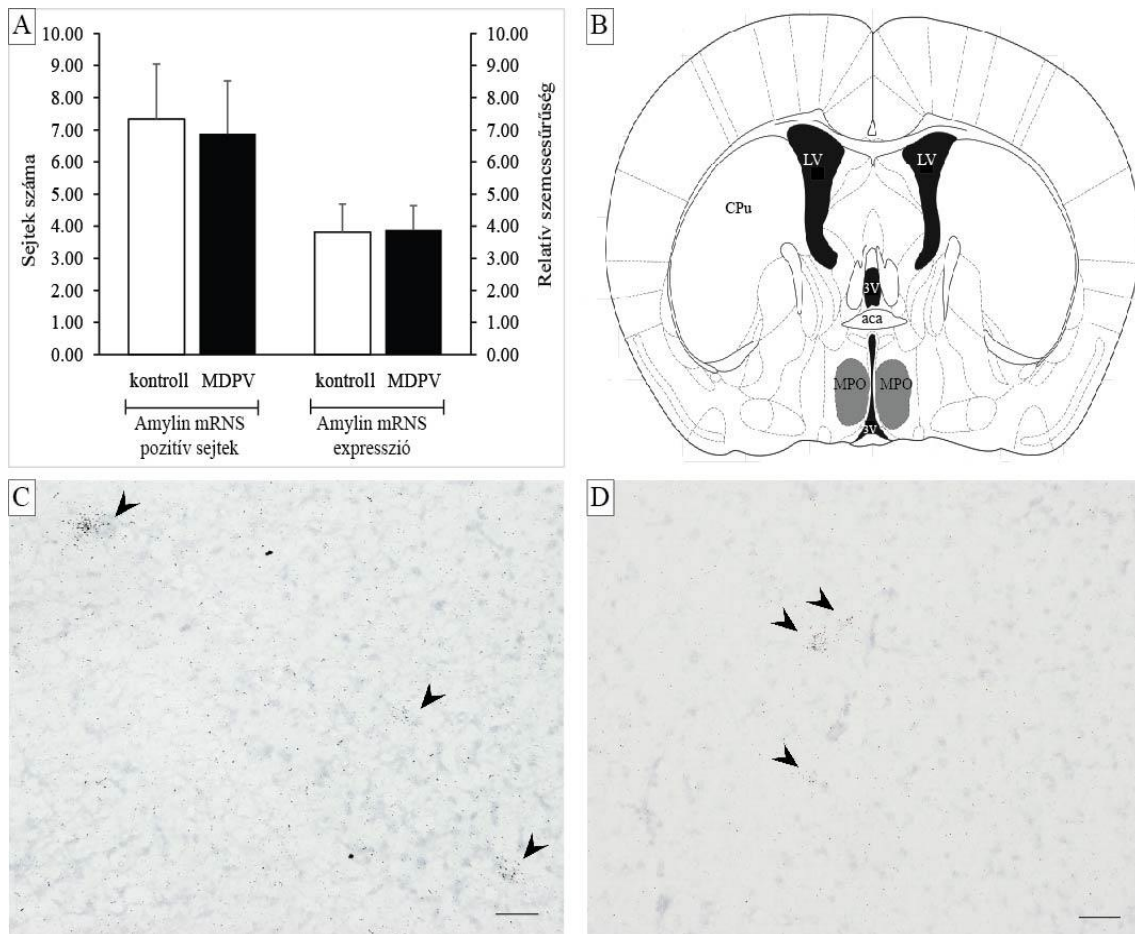 A
10.00
9.00
8.00
7.00
6.00
5.00
4.00
3.00
2.00
1.00
0.00
Sejtek száma
10.00
9.00
8.00
7.00
6.00
5.00
4.00
3.00
2.00
1.00
0.00
Relatív szemcsesűrűség
kontroll MDPV kontroll MDPV
Amylin mRNS Amylin mRNS
pozitív sejtek expresszió
B
LV LV
CPu
3V
aca
MPO MPO
3V
C
D